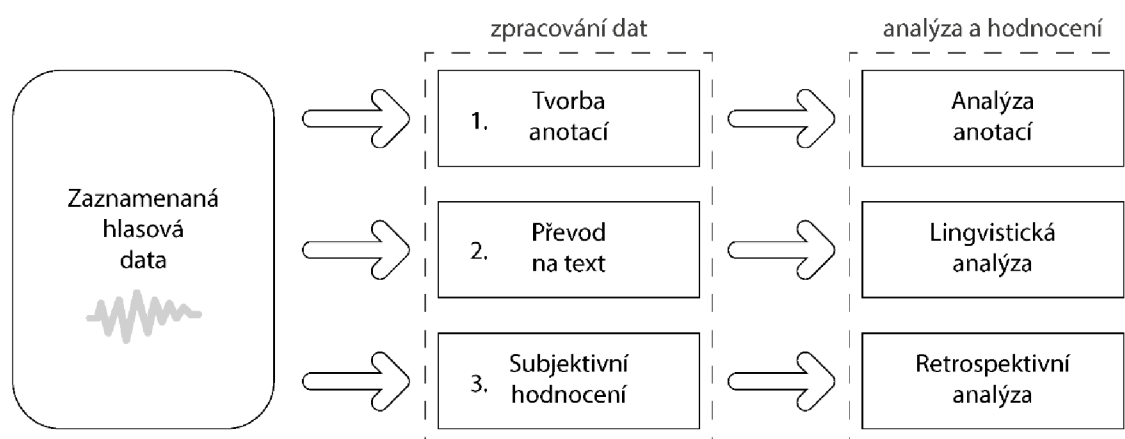 zpracování dat
analýza a hodnocení
Zaznamenaná
hlasová
data
1.
Tvorba
anotací
Analýza
anotací
2.
Převod
na text
Lingvistická
analýza
3.
Subjektivní
hodnocení
Retrospektivní
analýza